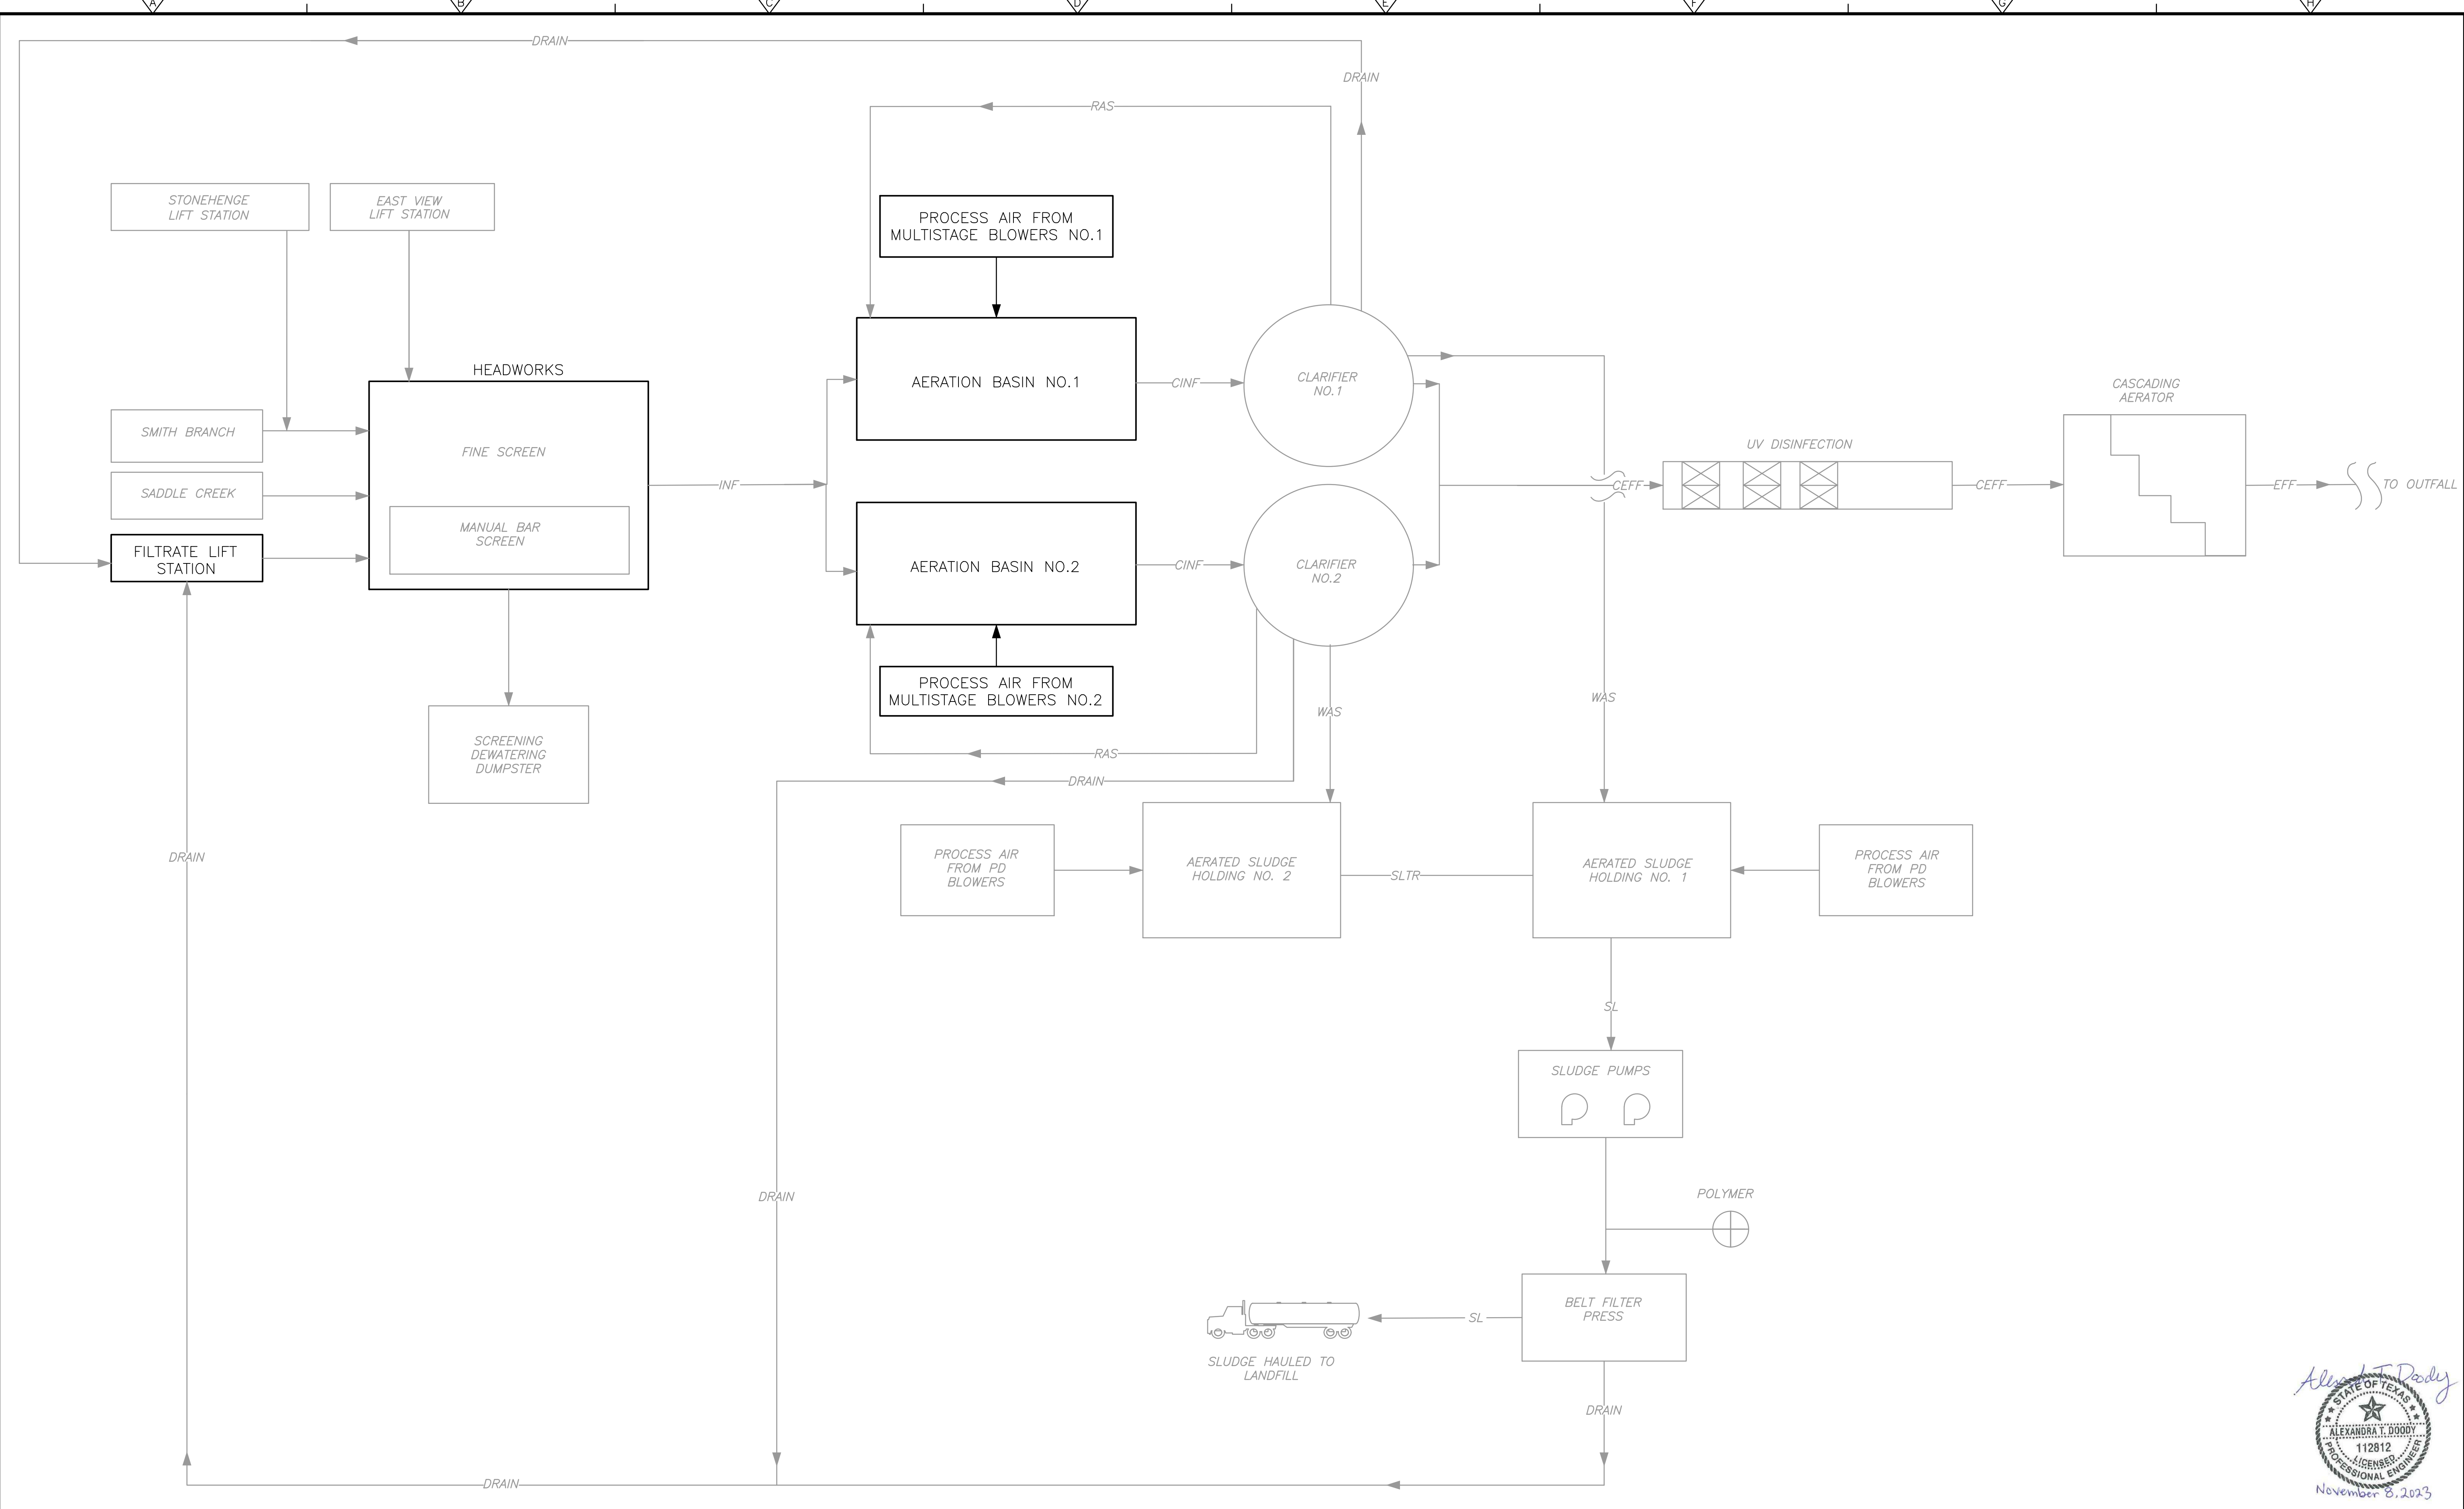 A
B
C
D
E
F
G
H
DRAIN
DRAIN
RAS
STONEHENGE
LIFT STATION
EAST VIEW
LIFT STATION
PROCESS AIR FROM
MULTISTAGE BLOWERS NO.1
HEADWORKS
AERATION BASIN NO.1
CINF
CLARIFIER
NO.1
CASCADING
AERATOR
SMITH BRANCH
FINE SCREEN
UV DISINFECTION
SADDLE CREEK
INF
CEFF
CEFF
EFF
TO OUTFALL
MANUAL BAR
SCREEN
FILTRATE LIFT
STATION
AERATION BASIN NO.2
CINF
CLARIFIER
NO.2
PROCESS AIR FROM
MULTISTAGE BLOWERS NO.2
WAS
WAS
SCREENING
DEWATERING
DUMPSTER
RAS
DRAIN
DRAIN
PROCESS AIR
FROM PD
BLOWERS
AERATED SLUDGE
HOLDING NO. 2
SLTR
AERATED SLUDGE
HOLDING NO. 1
PROCESS AIR
FROM PD
BLOWERS
SL
SLUDGE PUMPS
DRAIN
POLYMER
BELT FILTER
PRESS
SL
SLUDGE HAULED TO
LANDFILL
DRAIN
DRAIN
Alexandra T. Doody
STATE OF TEXAS
ALEXANDRA T. DOODY
112812
LICENSED
PROFESSIONAL ENGINEER
November 8, 2023